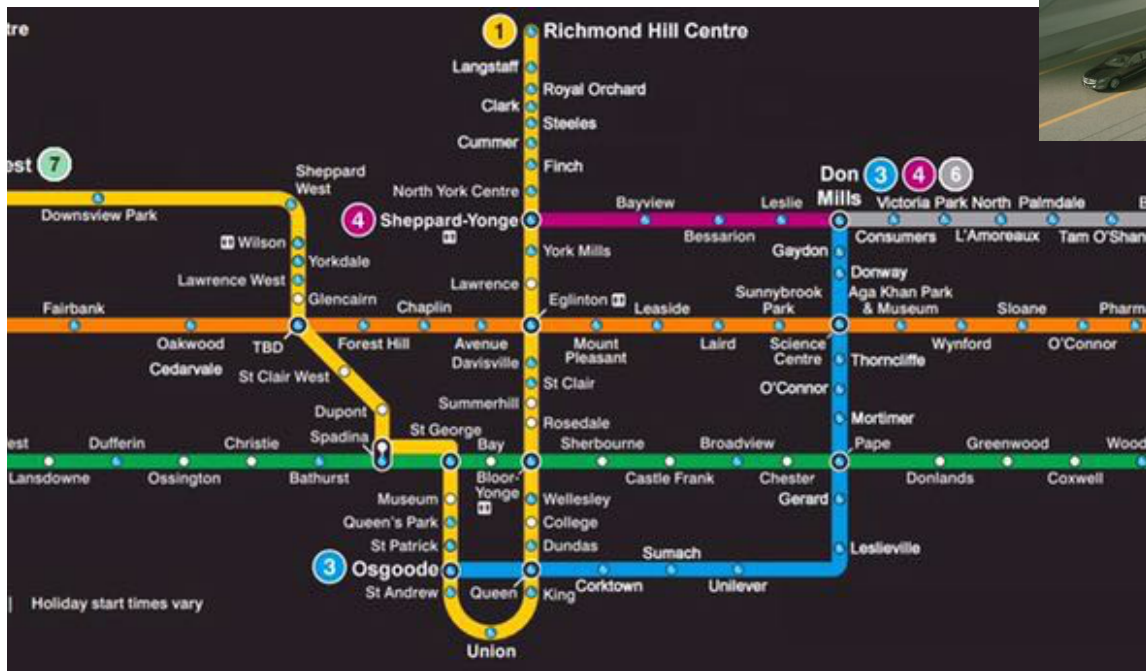 tre
1 Richmond Hill Centre
Langstaff
Royal Orchard
Clark
Steeles
Cummer
est 7
Sheppard
West
Finch
Don 3 4 6
Mills
North York Centre
Downsview Park
4 Sheppard-Yonge
Bayview
Bessarion
Leslie
Consumers
Victoria Park North
L'Amoreaux
Palmdale
Tam O'Shan
Wilson
Yorkdale
Lawrence West
Glencairn
York Mills
Lawrence
Gaydon
Donway
Fairbank
Oakwood
Cedarvale
TBD
Forest Hill
Chaplin
Avenue
Eglinton
Mount
Pleasant
Leaside
Laird
Sunnybrook
Park
Science
Centre
Aga Khan Park
& Museum
Wynford
Sloane
O'Connor
Pharm
Davisville
St Clair West
St Clair
Thorncliffe
O'Connor
Dupont
Summerhill
Rosedale
Mortimer
est
Lansdowne
Dufferin
Ossington
Christie
Bathurst
Spadina
St George
Bay
Bloor-
Yonge
Sherbourne
Castle Frank
Broadview
Chester
Pape
Donlands
Greenwood
Coxwell
Wood
Museum
Wellesley
Gerard
Queen's Park
College
St Patrick
Dundas
Leslieville
3 Osgoode
Queen
Corktown
Sumach
Unilever
St Andrew
King
Union
| Holiday start times vary